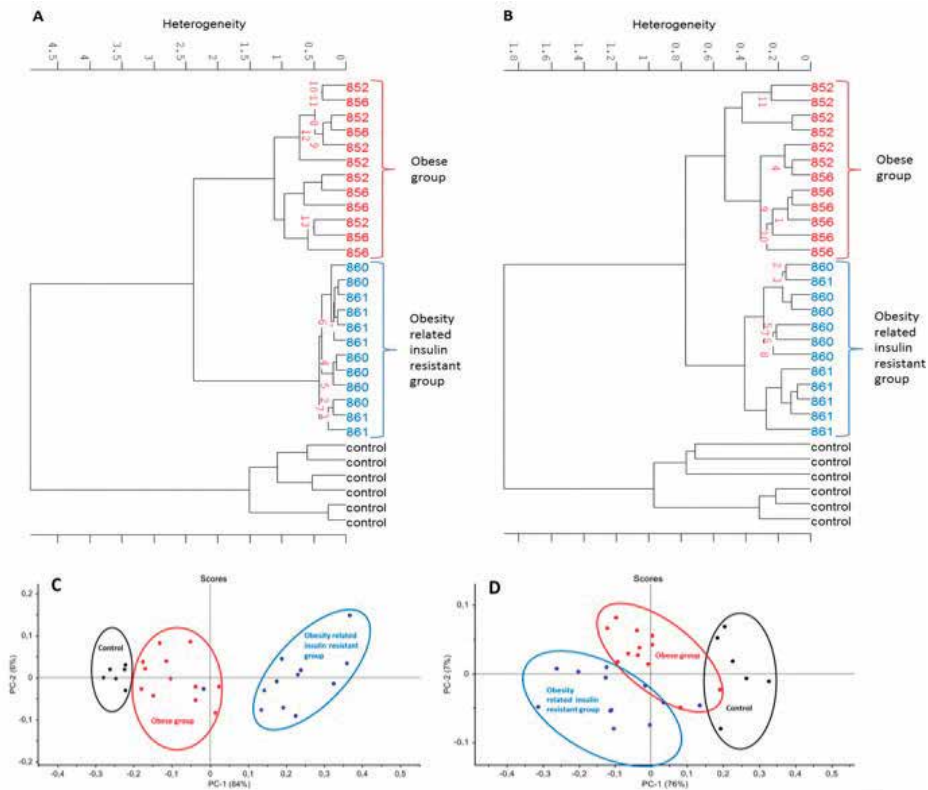 A
Heterogeneity
4.5
4
3.5
3
2.5
2
1.5
1
0.5
0
852
856
852
856
852
852
852
856
856
852
856
856
Obese
group
860
860
861
861
861
861
860
860
860
860
861
861
Obesity
related
insulin
resistant
group
control
control
control
control
control
control
B
Heterogeneity
1.8
1.6
1.4
1.2
1
0.8
0.6
0.4
0.2
0
852
852
852
852
852
852
856
856
856
856
856
856
Obese
group
860
861
860
860
860
860
860
861
861
861
861
861
Obesity
related
insulin
resistant
group
control
control
control
control
control
control
C
Scores
PC-2 (6%)
0,2
0,1
0
-0,1
-0,2
Control
Obese group
Obesity related
insulin resistant
group
-0,4
-0,3
-0,2
-0,1
0
0,1
0,2
0,3
0,4
0,5
PC-1 (84%)
D
Scores
PC-2 (7%)
0,1
0
-0,1
Obese group
Obesity
related insulin
resistant group
Control
-0,5
-0,4
-0,3
-0,2
-0,1
0
0,1
0,2
0,3
0,4
0,5
PC-1 (76%)